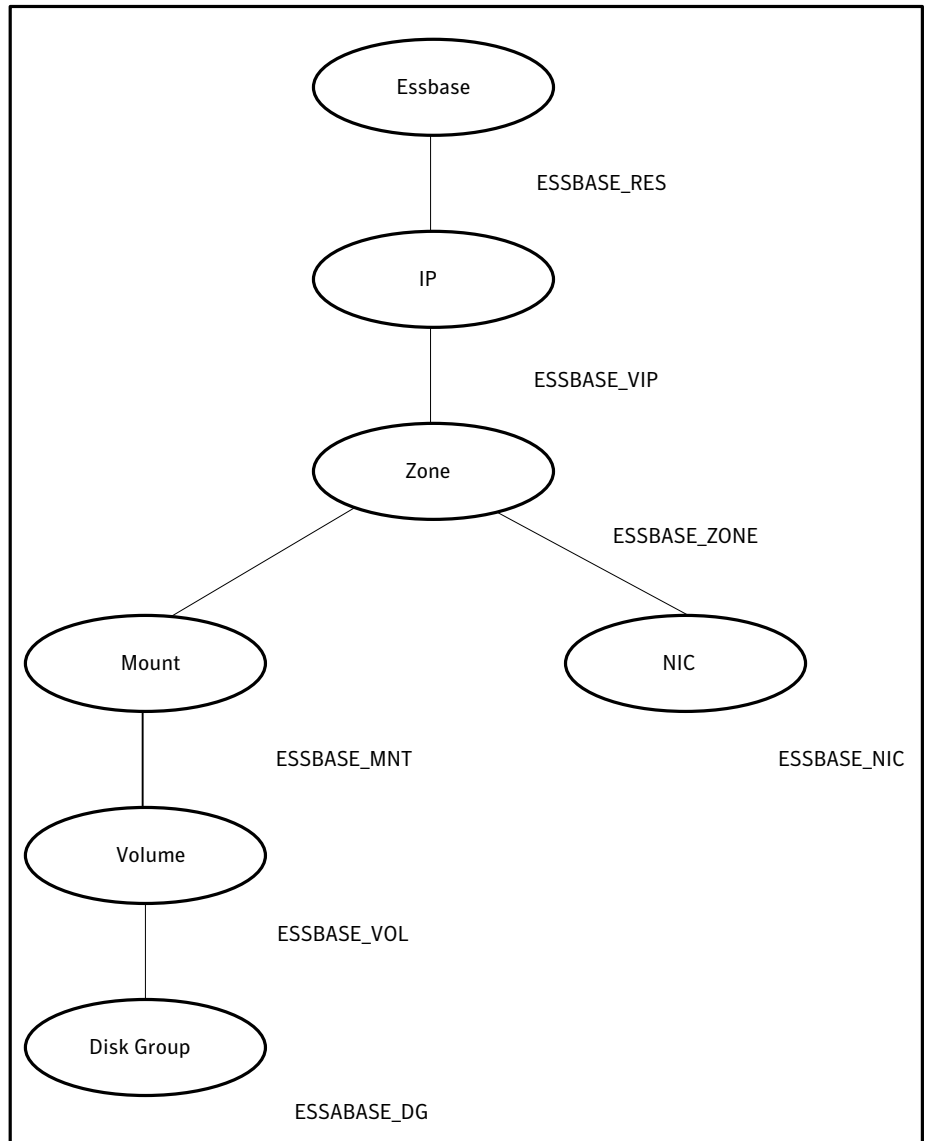 Essbase
ESSBASE_RES
IP
ESSBASE_VIP
Zone
ESSBASE_ZONE
Mount
NIC
ESSBASE_MNT
ESSBASE_NIC
Volume
ESSBASE_VOL
Disk Group
ESSABASE_DG